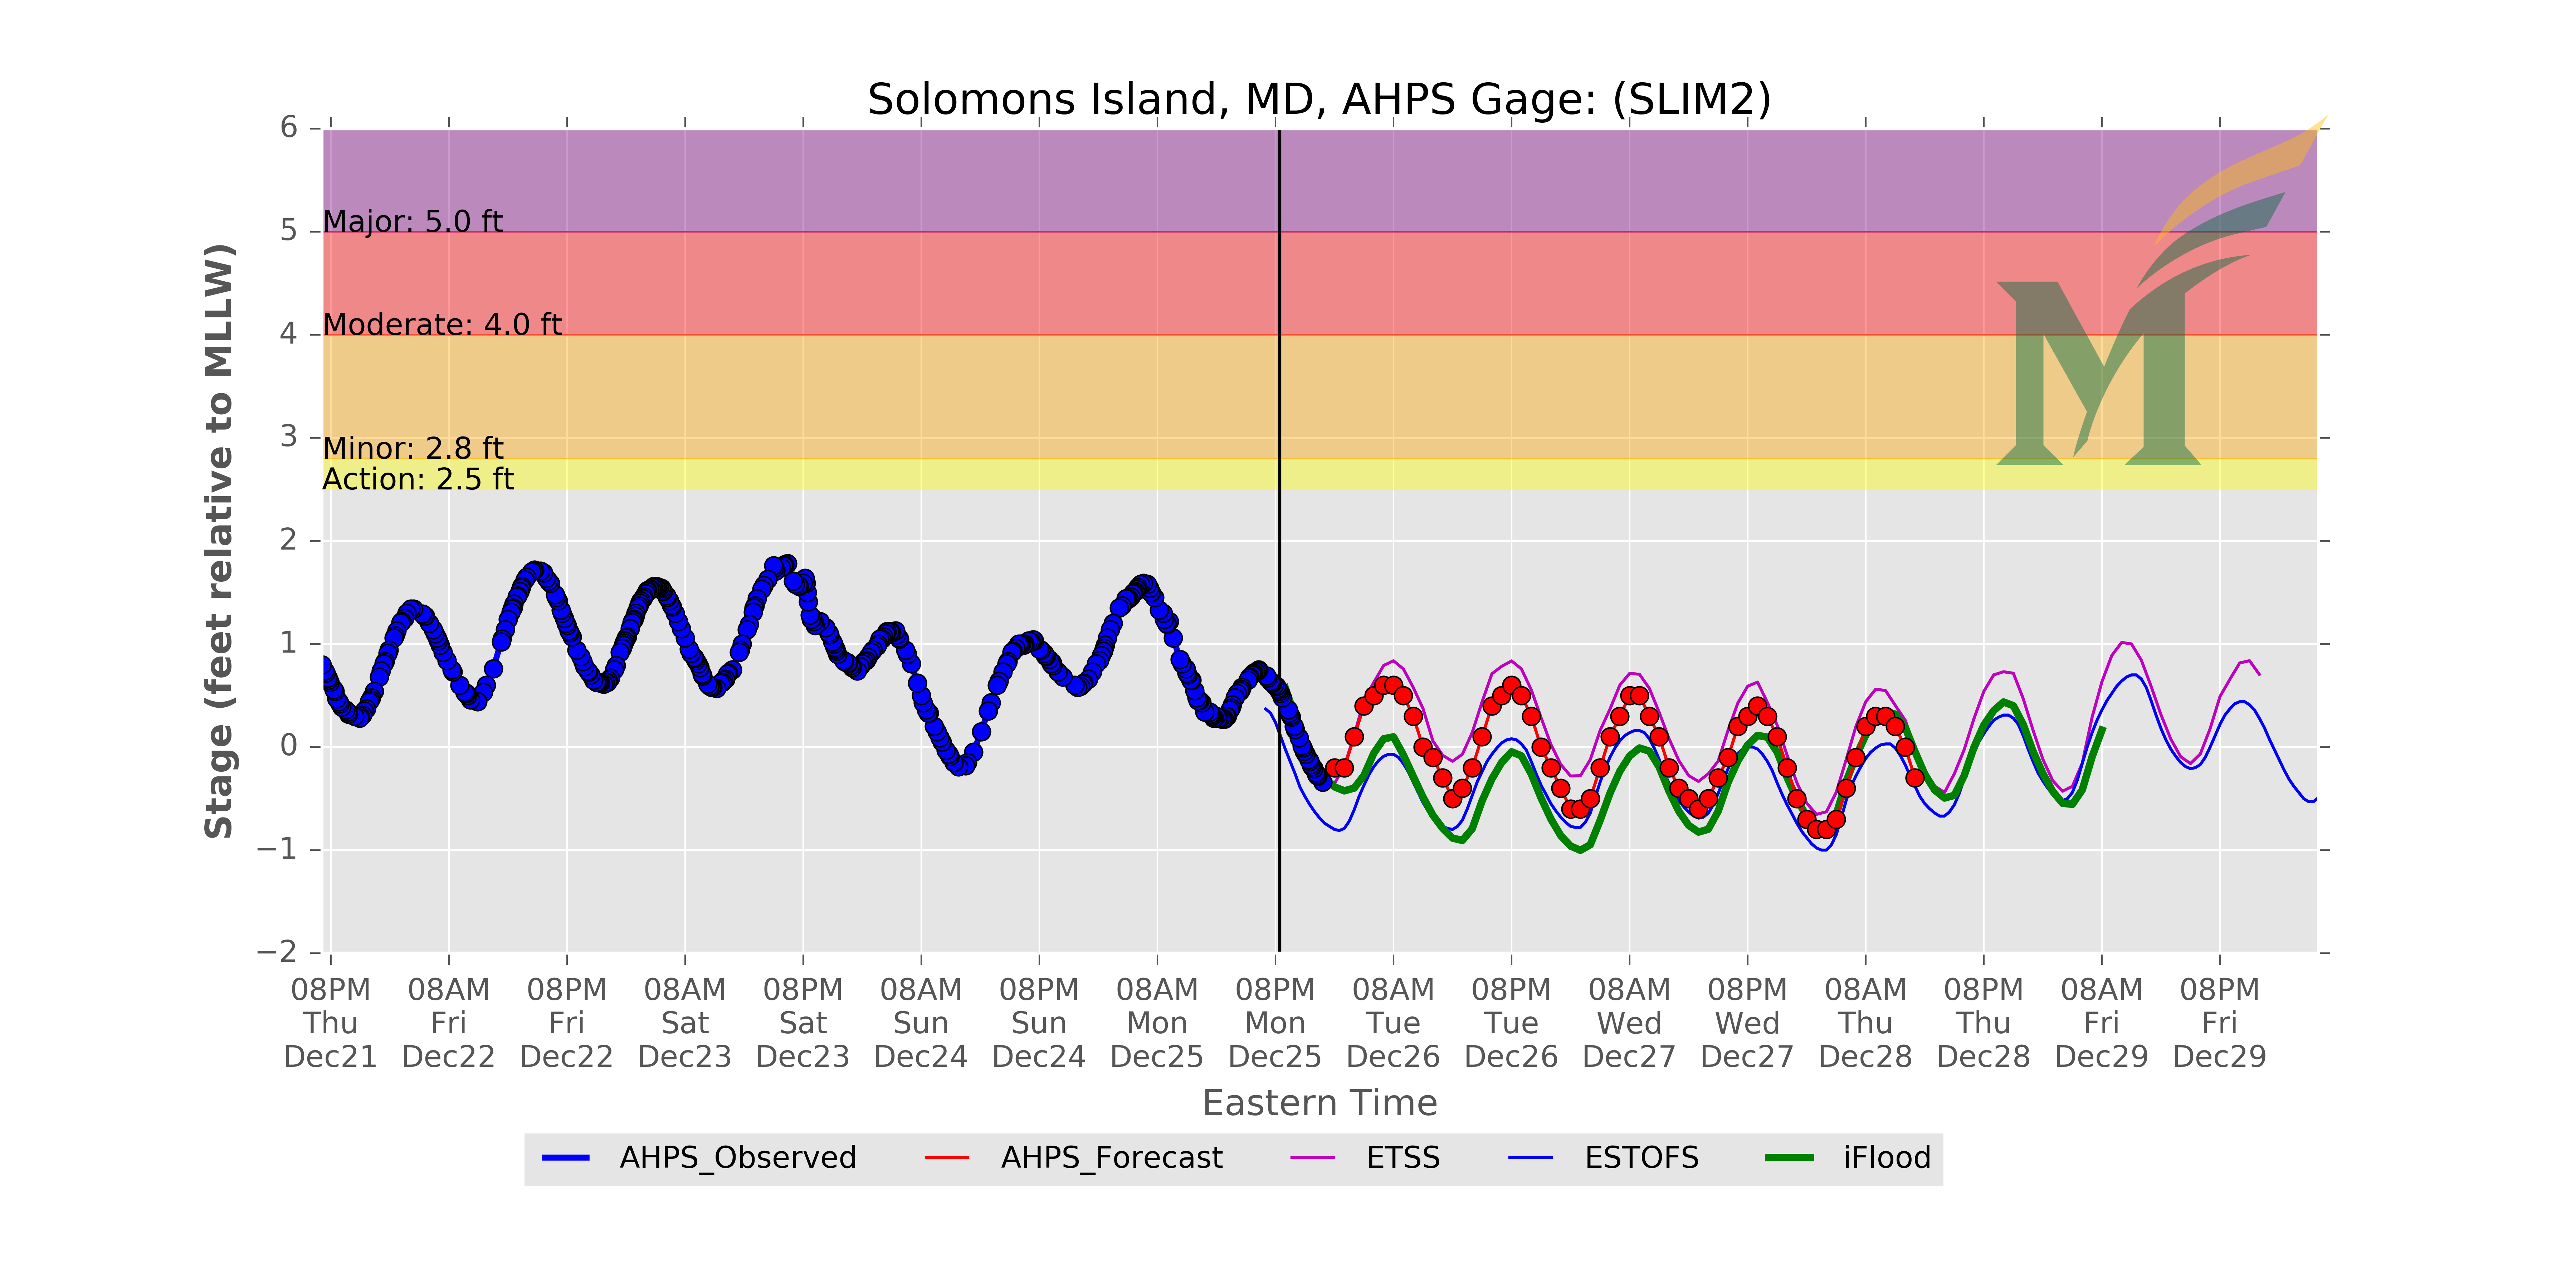 Solomons Island, MD, AHPS Gage: (SLIM2)
Stage (feet relative to MLLW)
6
5
4
3
2
1
0
−1
−2
Major: 5.0 ft
Moderate: 4.0 ft
Minor: 2.8 ft
Action: 2.5 ft
M
08PM 08AM 08PM 08AM 08PM 08AM 08PM 08AM 08PM 08AM 08PM 08AM 08PM 08AM 08PM 08AM 08PM
Thu Fri Fri Sat Sat Sun Sun Mon Mon Tue Tue Wed Wed Thu Thu Fri Fri
Dec21 Dec22 Dec22 Dec23 Dec23 Dec24 Dec24 Dec25 Dec25 Dec26 Dec26 Dec27 Dec27 Dec28 Dec28 Dec29 Dec29
Eastern Time
AHPS_Observed AHPS_Forecast ETSS ESTOFS iFlood